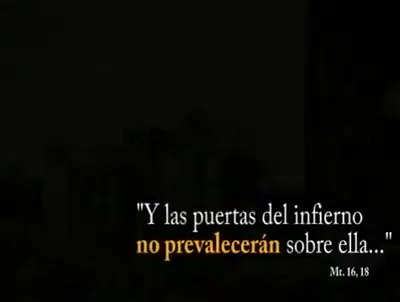 "Y las puertas del infierno
no prevalecerán sobre ella..."
Mt. 16, 18